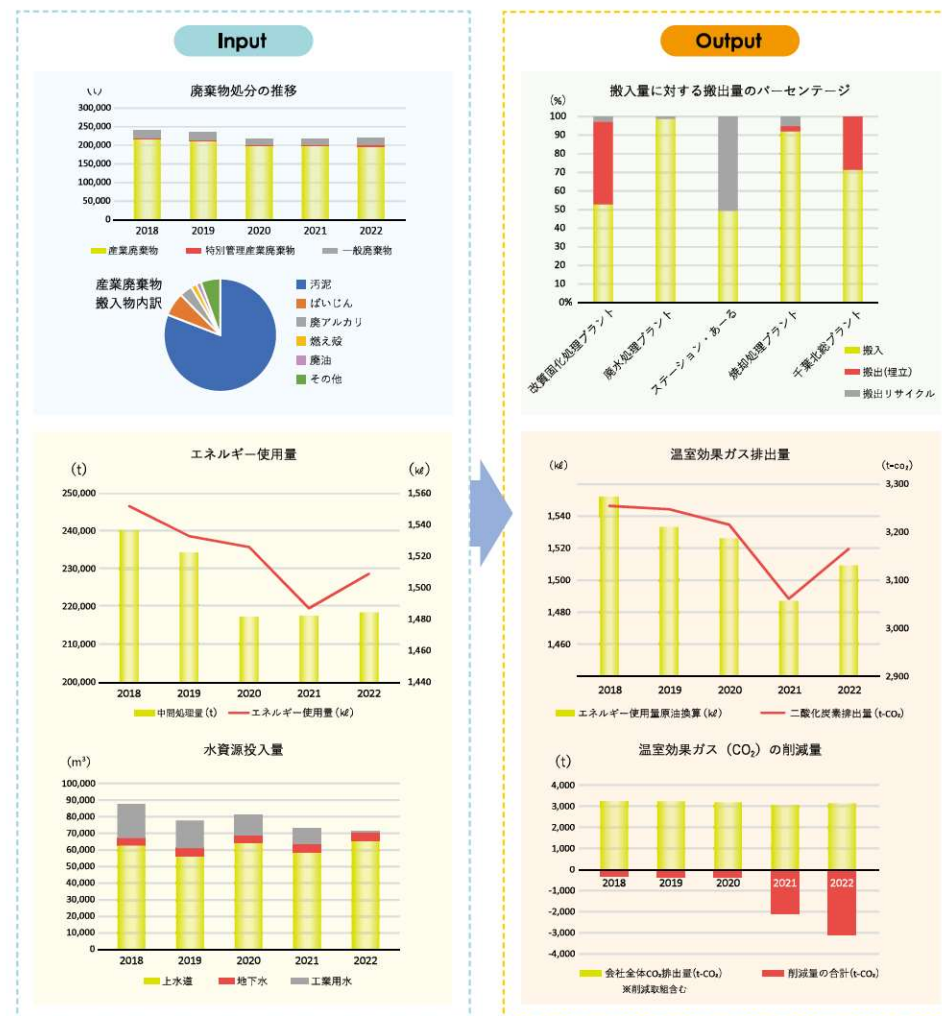 Input
廃棄物処分の推移
300,000
250,000
200,000
150,000
100,000
50,000
0
2018 2019 2020 2021 2022
産業廃棄物 特別管理産業廃棄物 一般廃棄物
産業廃棄物
搬入物内訳
汚泥
ばいじん
廃アルカリ
燃え殻
廃油
その他
エネルギー使用量
(t) (kℓ)
250,000 1,560
240,000 1,540
230,000 1,520
220,000 1,500
210,000 1,480
200,000 1,460
1,440
2018 2019 2020 2021 2022
中間処理量(t) エネルギー使用量(kℓ)
水資源投入量
(m³)
100,000
90,000
80,000
70,000
60,000
50,000
40,000
30,000
20,000
10,000
0
2018 2019 2020 2021 2022
上水道 地下水 工業用水
Output
搬入量に対する搬出量のパーセンテージ
(%)
100
90
80
70
60
50
40
30
20
10
0%
改質固化処理プラント
廃水処理プラント
ステーション・あーる
焼却処理プラント
千葉北総プラント
搬入
搬出(埋立)
搬出リサイクル
温室効果ガス排出量
(kℓ) (t-co₂)
1,540 3,300
1,520 3,200
1,500 3,100
1,480 3,000
1,460 2,900
2018 2019 2020 2021 2022
エネルギー使用量原油換算(kℓ) 二酸化炭素排出量(t-CO₂)
温室効果ガス（CO₂）の削減量
(t)
4,000
3,000
2,000
1,000
0
-1,000
-2,000
-3,000
-4,000
2018 2019 2020 2021 2022
会社全体CO₂排出量(t-CO₂) 削減量の合計(t-CO₂)
※削減取組含む